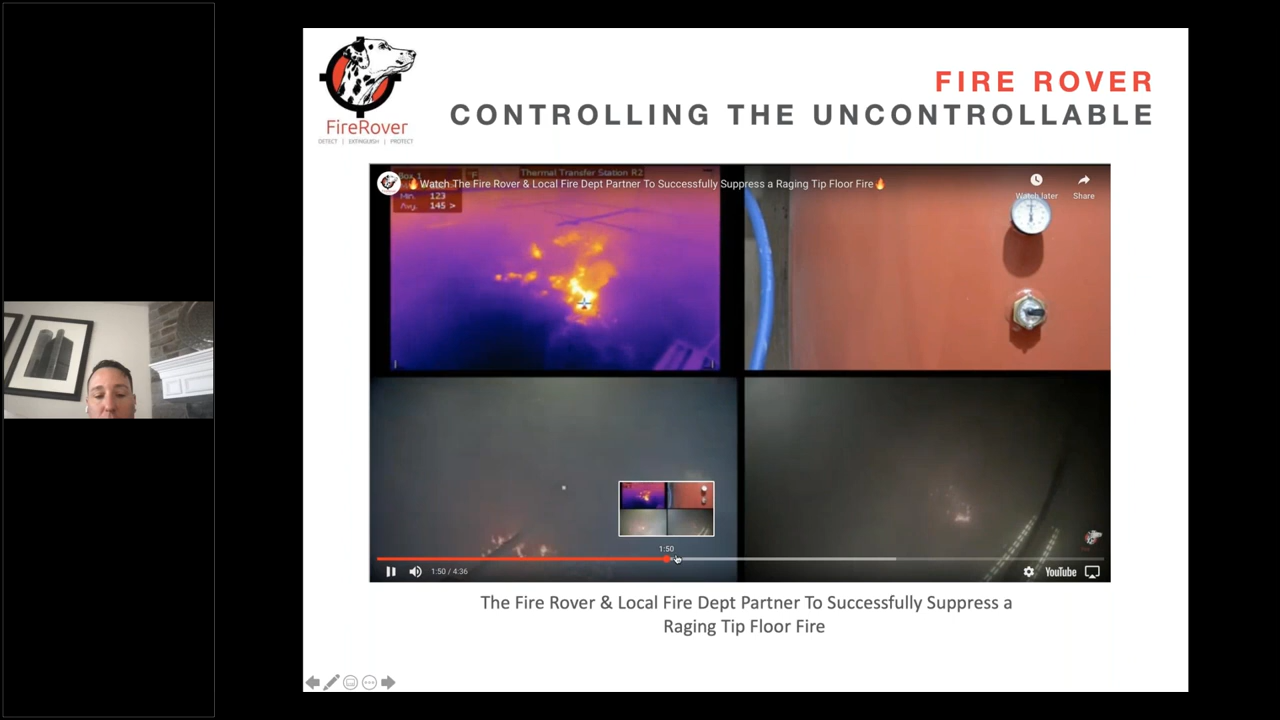 FireRover
DETECT | EXTINGUISH | PROTECT
FIRE ROVER
CONTROLLING THE UNCONTROLLABLE
Thermal Transfer Station R2
Box 1
🔥Watch The Fire Rover & Local Fire Dept Partner To Successfully Suppress a Raging Tip Floor Fire🔥
Watch later
Share
Min. 123
Avg. 145 >
1:50
1:50 / 4:36
YouTube
The Fire Rover & Local Fire Dept Partner To Successfully Suppress a
Raging Tip Floor Fire